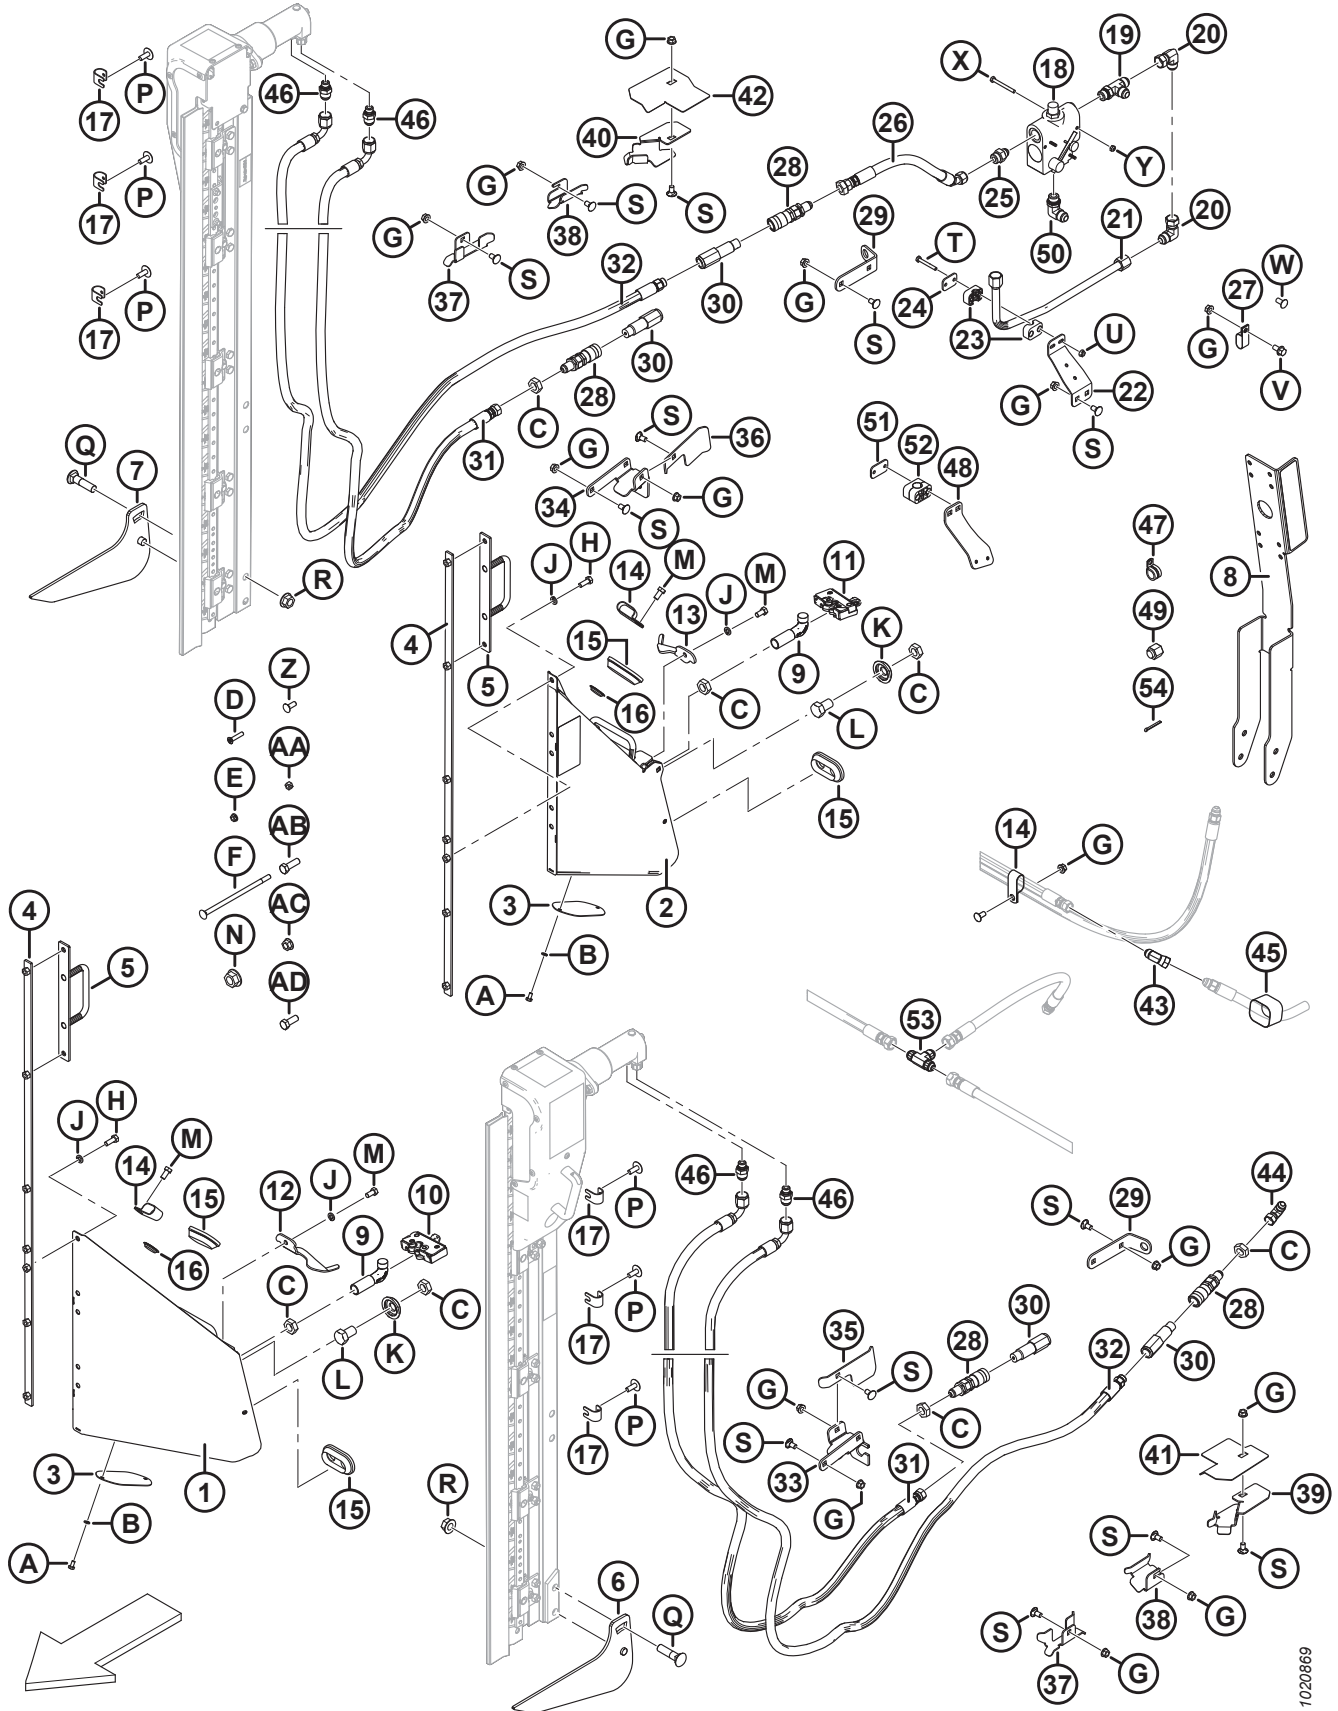 G
19
20
X
18
P
17
46
46
42
26
40
Y
28
G
S
S
25
29
50
T
20
21
P
17
38
G
S
37
32
30
G
24
W
27
23
U
G
V
P
17
S
30
28
C
22
G
S
31
S
36
G
51
52
48
G
34
S
Q
7
R
47
8
49
54
H
J
M
14
M
11
J
13
4
5
15
K
9
C
16
C
L
Z
D
AA
E
15
AB
F
14
G
4
AC
3
2
5
N
B
45
AD
A
43
53
H
J
M
14
M
12
J
10
46
46
44
15
P
S
29
9
17
G
C
16
C
C
28
K
P
30
L
17
35
28
S
32
30
G
G
P
C
41
17
S
3
1
15
33
31
39
R
B
G
S
A
S
6
38
G
Q
S
37
G
1020869